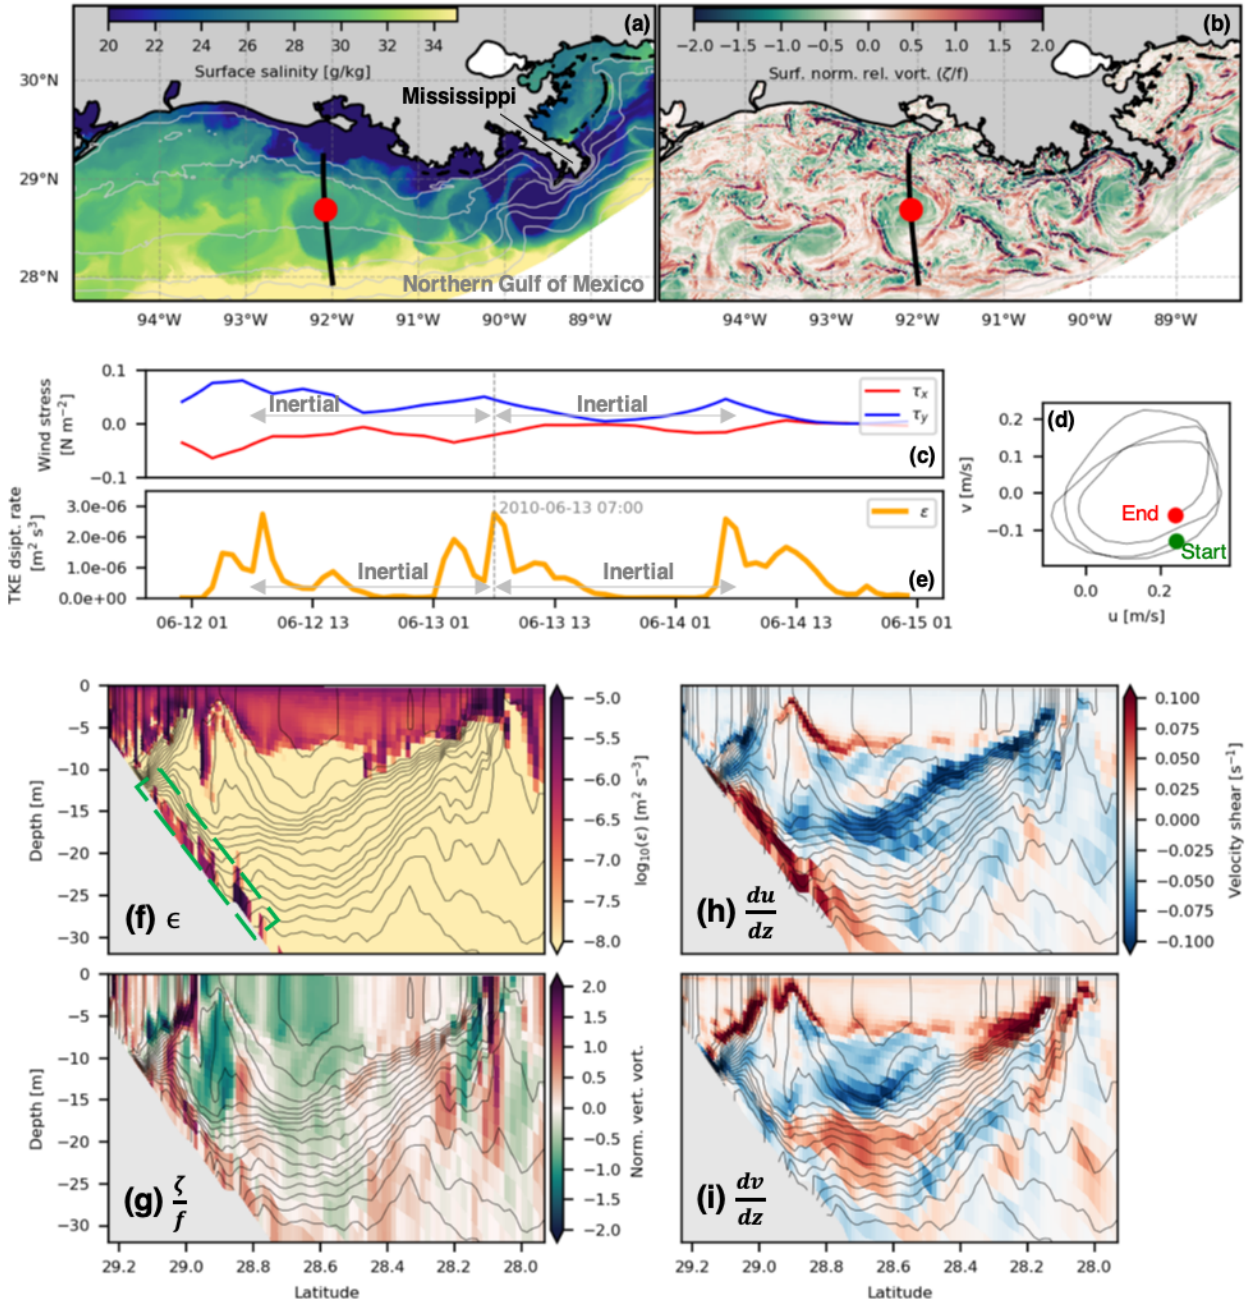 (a)
20 22 24 26 28 30 32 34
Surface salinity [g/kg]
Mississippi
Northern Gulf of Mexico
30°N
29°N
28°N
94°W 93°W 92°W 91°W 90°W 89°W
(b)
−2.0 −1.5 −1.0 −0.5 0.0 0.5 1.0 1.5 2.0
Surf. norm. rel. vort. (ζ/f)
94°W 93°W 92°W 91°W 90°W 89°W
Wind stress
[N m⁻²]
0.1
0.0
−0.1
Inertial Inertial
τx
τy
(c)
(d)
v [m/s]
0.2
0.1
0.0
−0.1
End
Start
0.0 0.2
u [m/s]
TKE dsipt. rate
[m² s³]
3.0e-06
2.0e-06
1.0e-06
0.0e+00
2010-06-13 07:00
Inertial Inertial
ε
(e)
06-12 01 06-12 13 06-13 01 06-13 13 06-14 01 06-14 13 06-15 01
Depth [m]
0
−5
−10
−15
−20
−25
−30
(f) ϵ
−5.0
−5.5
−6.0
−6.5
−7.0
−7.5
−8.0
log₁₀(ε) [m² s⁻³]
(h) du
dz
0.100
0.075
0.050
0.025
0.000
−0.025
−0.050
−0.075
−0.100
Velocity shear [s⁻¹]
Depth [m]
0
−5
−10
−15
−20
−25
−30
(g) ζ
f
2.0
1.5
1.0
0.5
0.0
−0.5
−1.0
−1.5
−2.0
Norm. vert. vort.
29.2 29.0 28.8 28.6 28.4 28.2 28.0
Latitude
(i) dv
dz
29.2 29.0 28.8 28.6 28.4 28.2 28.0
Latitude